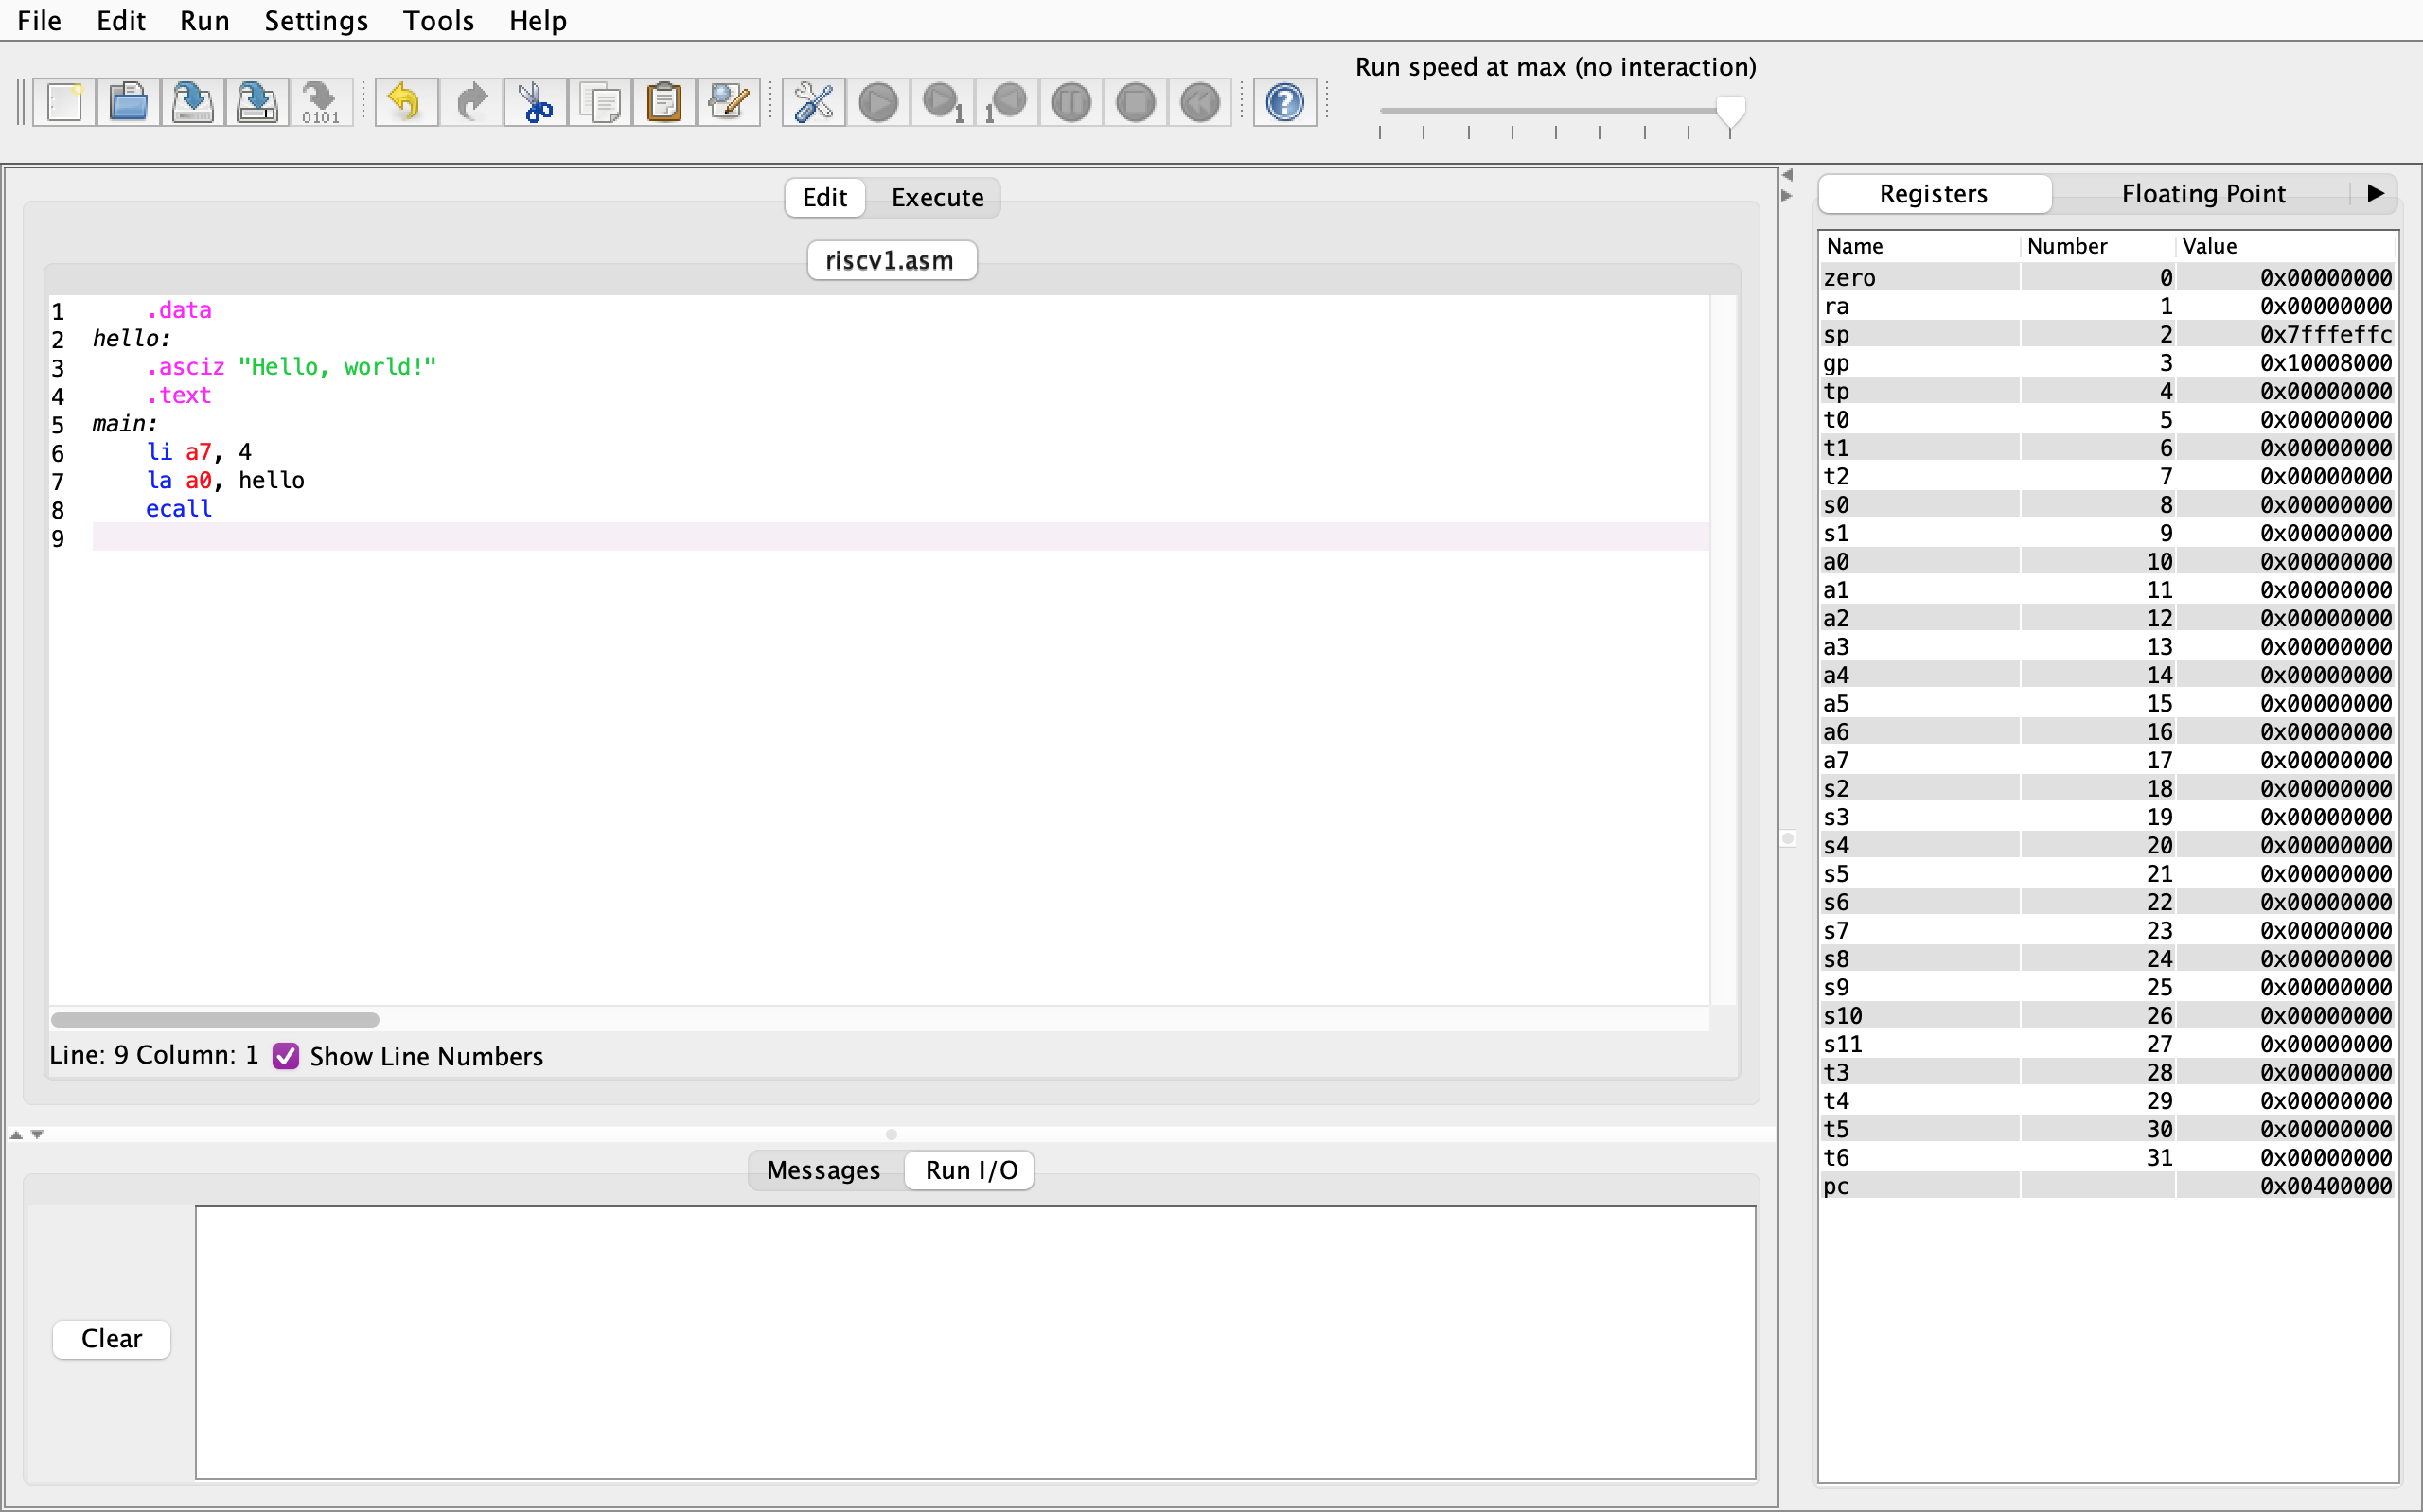 File Edit Run Settings Tools Help
Run speed at max (no interaction)
0101
1
1
?
Edit Execute
riscv1.asm
1 .data
2 hello:
3 .asciz "Hello, world!"
4 .text
5 main:
6 li a7, 4
7 la a0, hello
8 ecall
9
Line: 9 Column: 1 Show Line Numbers
Messages Run I/O
Clear
Registers Floating Point
Name Number Value
zero 0 0x00000000
ra 1 0x00000000
sp 2 0x7fffeffc
gp 3 0x10008000
tp 4 0x00000000
t0 5 0x00000000
t1 6 0x00000000
t2 7 0x00000000
s0 8 0x00000000
s1 9 0x00000000
a0 10 0x00000000
a1 11 0x00000000
a2 12 0x00000000
a3 13 0x00000000
a4 14 0x00000000
a5 15 0x00000000
a6 16 0x00000000
a7 17 0x00000000
s2 18 0x00000000
s3 19 0x00000000
s4 20 0x00000000
s5 21 0x00000000
s6 22 0x00000000
s7 23 0x00000000
s8 24 0x00000000
s9 25 0x00000000
s10 26 0x00000000
s11 27 0x00000000
t3 28 0x00000000
t4 29 0x00000000
t5 30 0x00000000
t6 31 0x00000000
pc 0x00400000